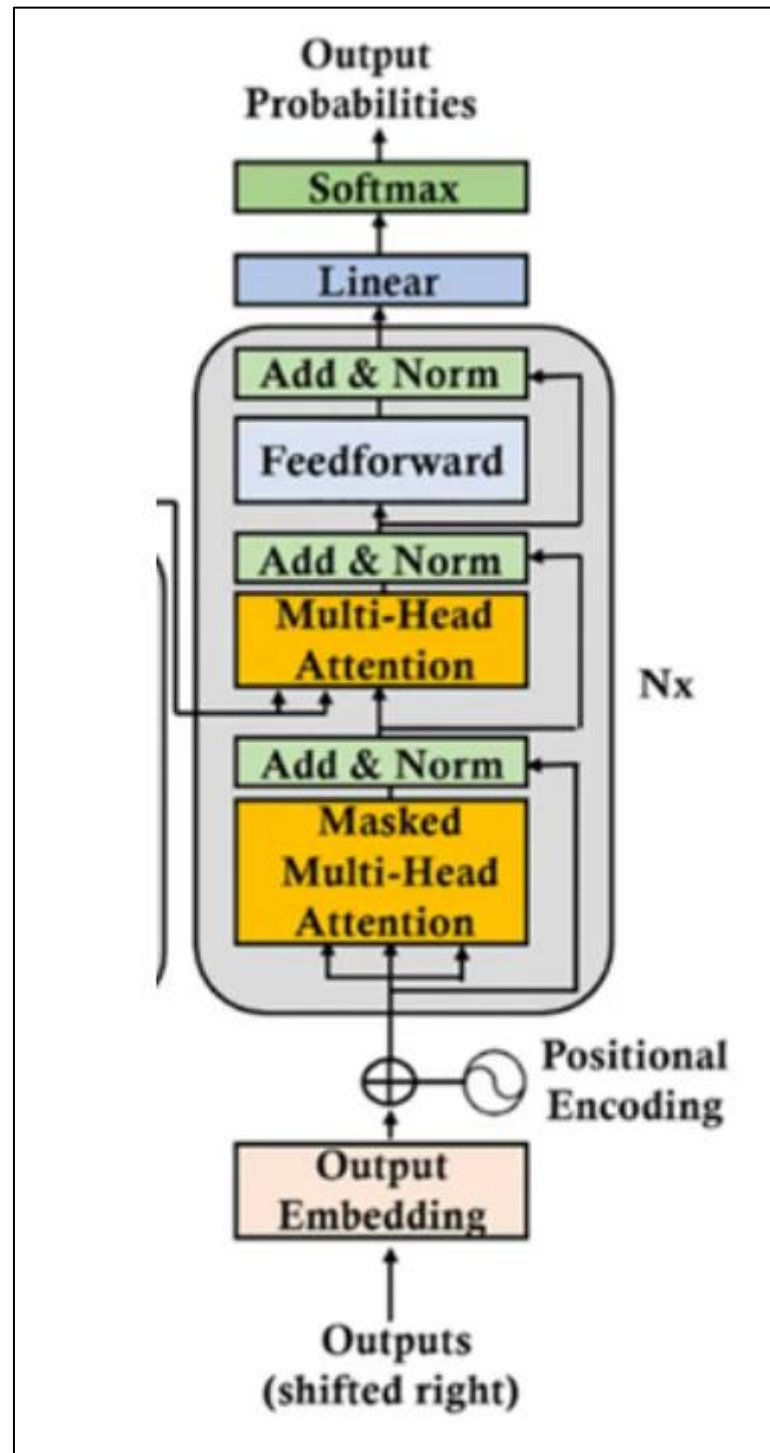 Output
Probabilities
Softmax
Linear
Add & Norm
Feedforward
Add & Norm
Multi-Head
Attention
Nx
Add & Norm
Masked
Multi-Head
Attention
Positional
Encoding
Output
Embedding
Outputs
(shifted right)